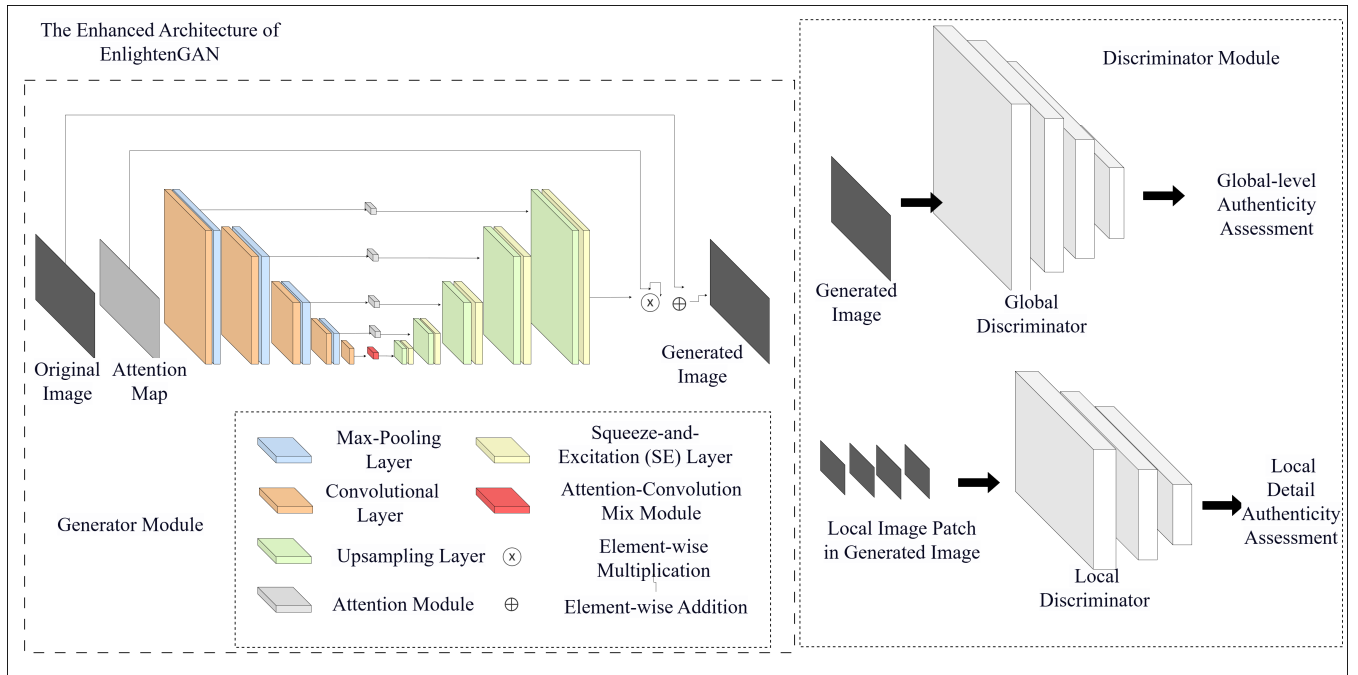 The Enhanced Architecture of
EnlightenGAN
Original
Image
Attention
Map
Generated
Image
Generator Module
Max-Pooling
Layer
Convolutional
Layer
Upsampling Layer
Attention Module
Squeeze-and-
Excitation (SE) Layer
Attention-Convolution
Mix Module
x
Element-wise
Multiplication
Element-wise Addition
x
Discriminator Module
Generated
Image
Global
Discriminator
Global-level
Authenticity
Assessment
Local Image Patch
in Generated Image
Local
Discriminator
Local
Detail
Authenticity
Assessment